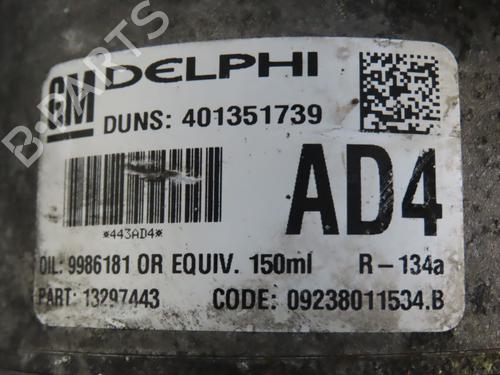 GM DELPHI
DUNS: 401351739
*443AD4*
AD4
OIL: 9986181 OR EQUIV. 150ml R-134a
PART: 13297443 CODE: 09238011534.B
B-PARTS